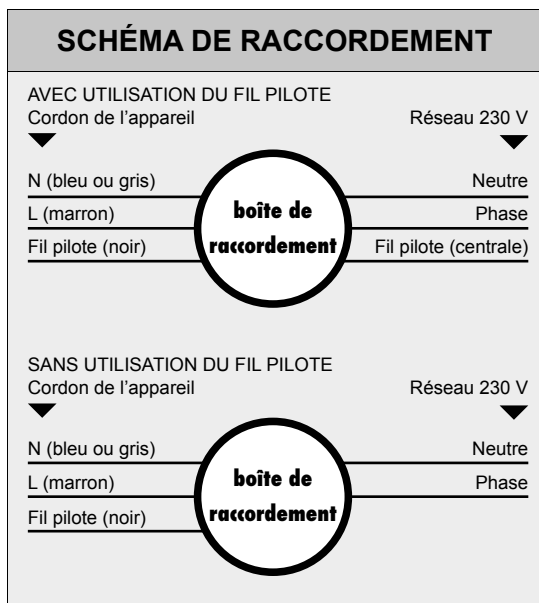 SCHÉMA DE RACCORDEMENT
AVEC UTILISATION DU FIL PILOTE
Cordon de l’appareil
Réseau 230 V
N (bleu ou gris)
Neutre
L (marron)
Phase
Fil pilote (noir)
Fil pilote (centrale)
boîte de
raccordement
SANS UTILISATION DU FIL PILOTE
Cordon de l’appareil
Réseau 230 V
N (bleu ou gris)
Neutre
L (marron)
Phase
Fil pilote (noir)
boîte de
raccordement